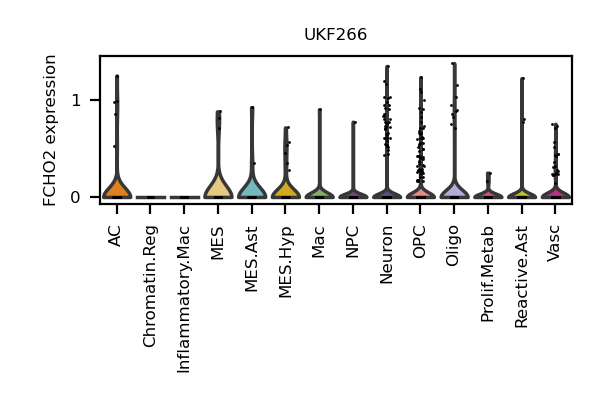 UKF266
FCHO2 expression
1
0
AC
Chromatin.Reg
Inflammatory.Mac
MES
MES.Ast
MES.Hyp
Mac
NPC
Neuron
OPC
Oligo
Prolif.Metab
Reactive.Ast
Vasc